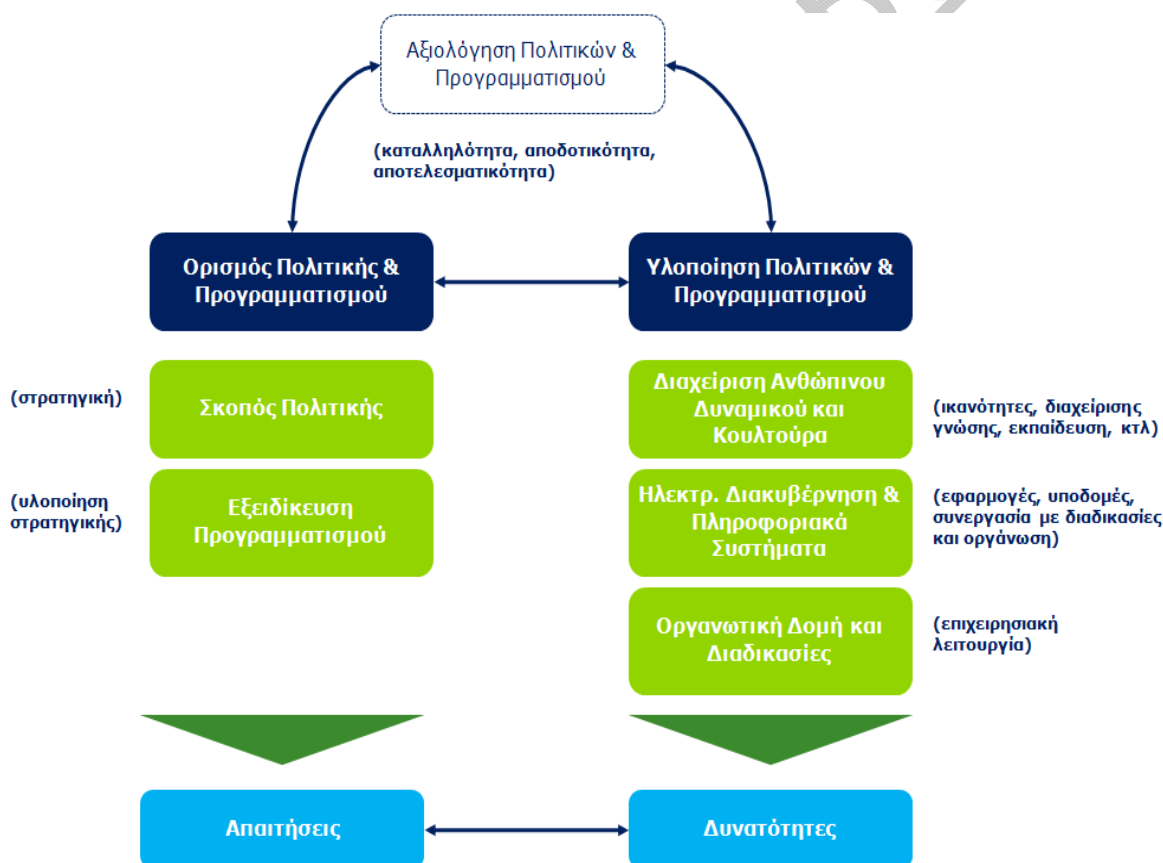 Αξιολόγηση Πολιτικών &
Προγραμματισμού
(καταλληλότητα, αποδοτικότητα,
αποτελεσματικότητα)
Ορισμός Πολιτικής &
Προγραμματισμού
Υλοποίηση Πολιτικών &
Προγραμματισμού
(στρατηγική)
Σκοπός Πολιτικής
Διαχείριση Ανθώπινου
Δυναμικού και
Κουλτούρα
(ικανότητες, διαχείρισης
γνώσης, εκπαίδευση, κτλ)
(υλοποίηση
στρατηγικής)
Εξειδίκευση
Προγραμματισμού
Ηλεκτρ. Διακυβέρνηση &
Πληροφοριακά
Συστήματα
(εφαρμογές, υποδομές,
συνεργασία με διαδικασίες
και οργάνωση)
Οργανωτική Δομή και
Διαδικασίες
(επιχειρησιακή
λειτουργία)
Απαιτήσεις
Δυνατότητες